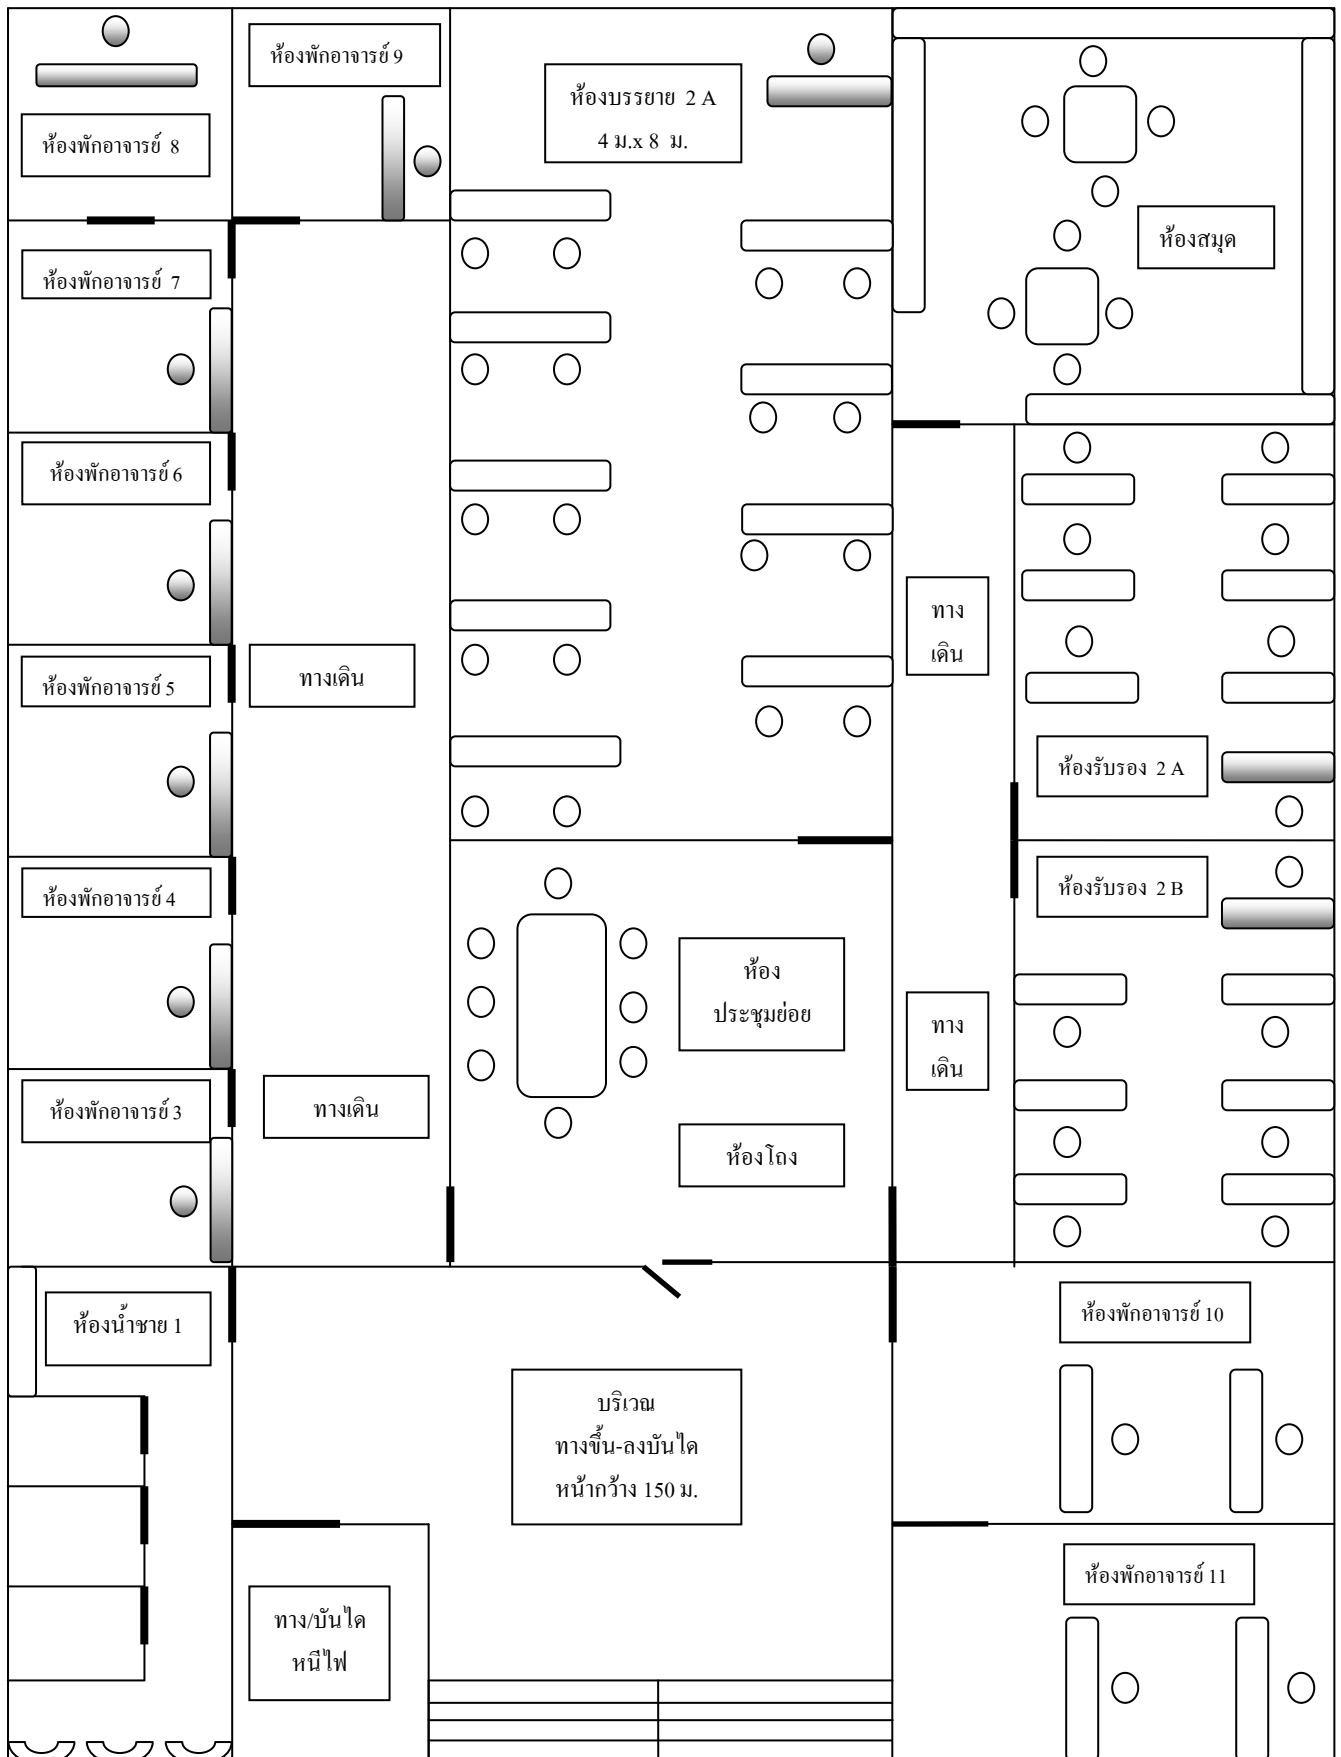 ห้องพักอาจารย์ 9
ห้องบรรยาย 2 A
4 ม.x 8 ม.
ห้องพักอาจารย์ 8
ห้องสมุด
ห้องพักอาจารย์ 7
ห้องพักอาจารย์ 6
ทาง
เดิน
ห้องพักอาจารย์ 5
ทางเดิน
ห้องรับรอง 2 A
ห้องพักอาจารย์ 4
ห้องรับรอง 2 B
ห้อง
ประชุมย่อย
ทาง
เดิน
ห้องพักอาจารย์ 3
ทางเดิน
ห้องโถง
ห้องน้ำชาย 1
ห้องพักอาจารย์ 10
บริเวณ
ทางขึ้น-ลงบันได
หน้ากว้าง 150 ม.
ห้องพักอาจารย์ 11
ทาง/บันได
หนีไฟ